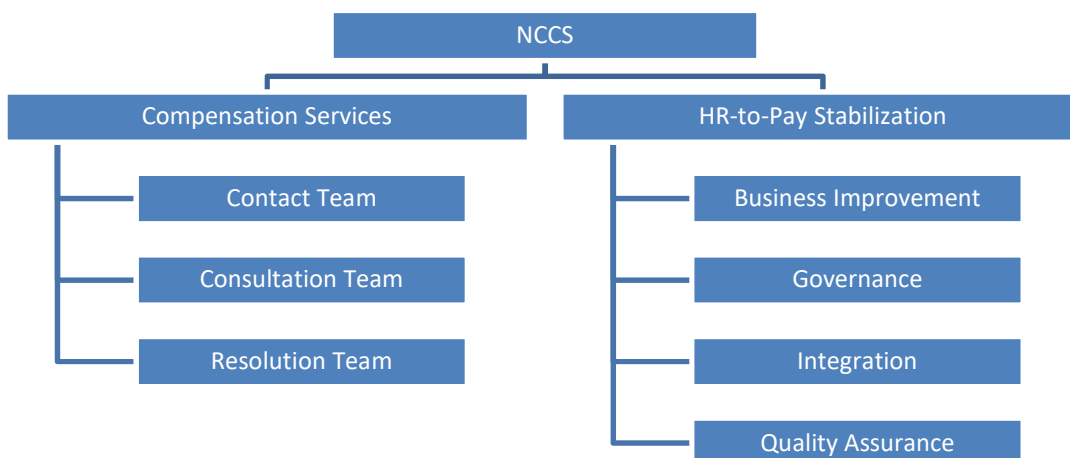 NCCS
Compensation Services
HR-to-Pay Stabilization
Contact Team
Business Improvement
Consultation Team
Governance
Resolution Team
Integration
Quality Assurance